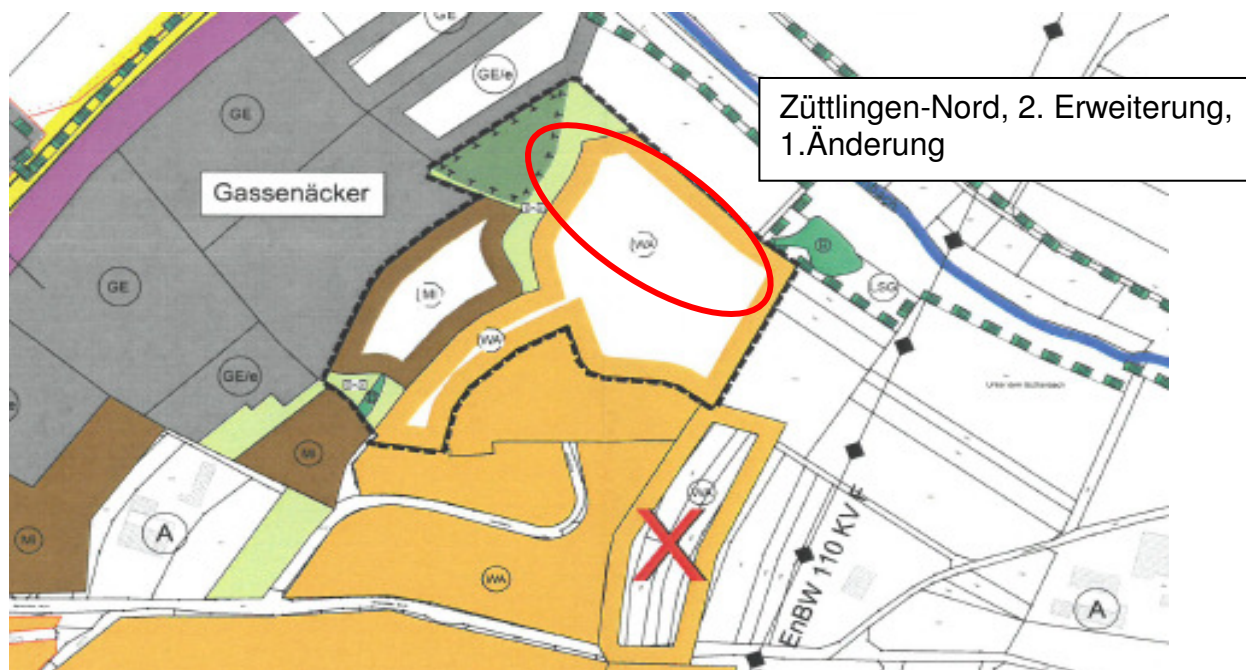 GE
GE/e
GE
Züttlingen-Nord, 2. Erweiterung,
1.Änderung
Gassenäcker
(WA)
B
LSG
GE
(MI)
(WA)
GE/e
MI
WA
A
MI
WA
EnBW 110 KV F
A